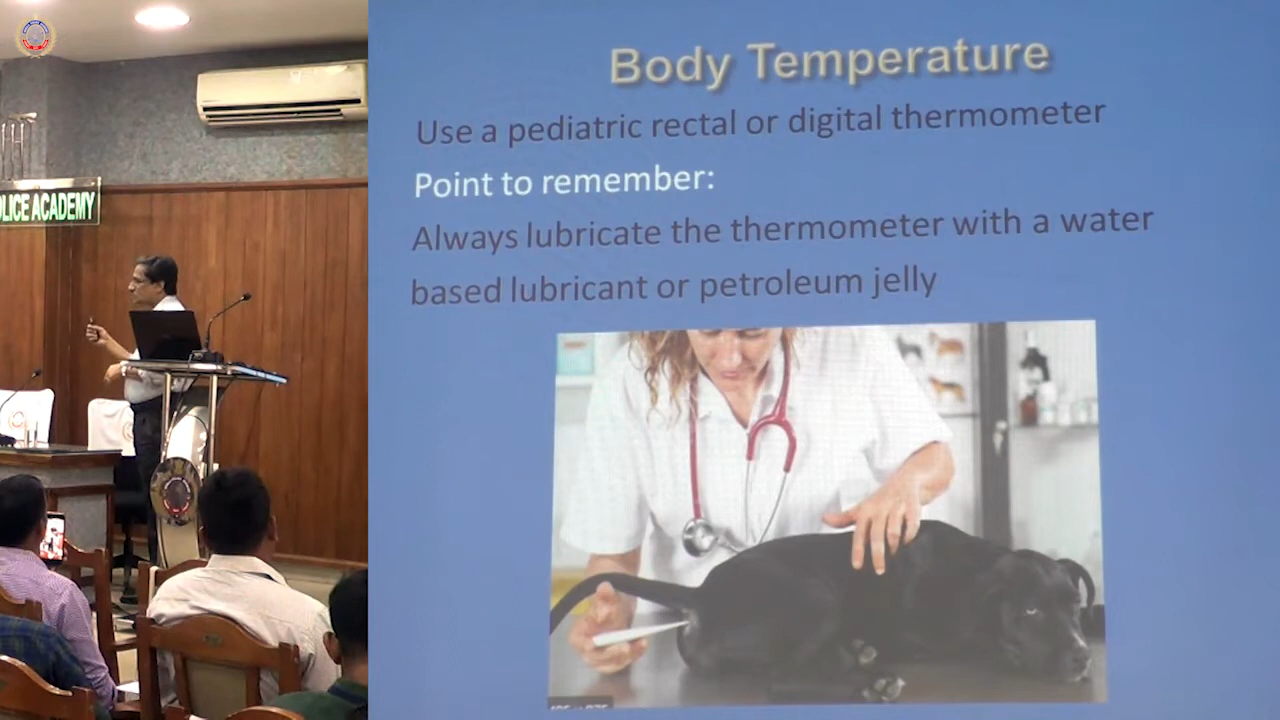 LICE ACADEMY
Body Temperature
Use a pediatric rectal or digital thermometer
Point to remember:
Always lubricate the thermometer with a water
based lubricant or petroleum jelly